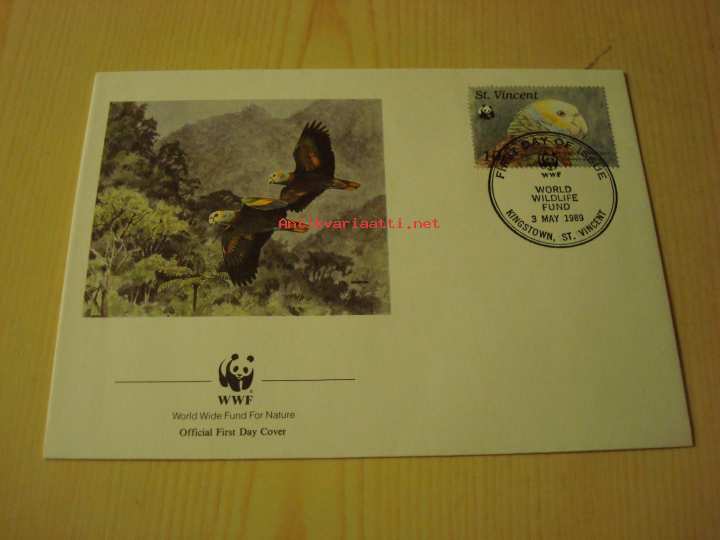 St. Vincent
FIRST DAY OF ISSUE
WWF
WORLD
WILDLIFE
FUND
3 MAY 1989
KINGSTOWN, ST. VINCENT
Antikvariaatti.net
WWF
World Wide Fund For Nature
Official First Day Cover